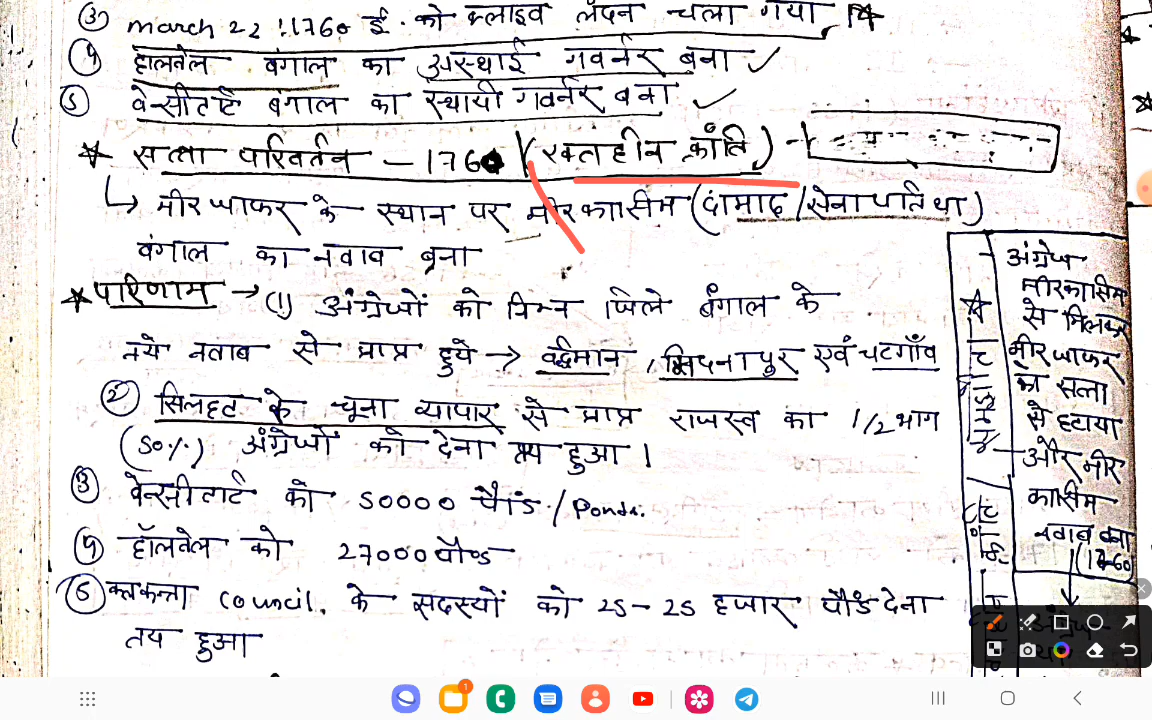 ③ march 22, 1760 ई. को क्लाइव लंदन चला गया
④ हालवेल बंगाल का अस्थाई गवर्नर बना ✓
⑤ वेन्सीटार्ट बंगाल का स्थायी गवर्नर बना ✓
★ सत्ता परिवर्तन – 1760 (रक्तहीन क्रांति) -
↳ मीरजाफर के स्थान पर मीरकासीम (दामाद/सेनापति था)
बंगाल का नवाब बना
★ परिणाम → (1) अंग्रेजों को निम्न जिले बंगाल के
नये नवाब से प्राप्त हुये → वर्द्धमान, मिदनापुर एवं चटगाँव
② सिलहट के चूना व्यापार से प्राप्त राजस्व का 1/2 भाग
(50%) अंग्रेजों को देना तय हुआ।
③ वेन्सीटार्ट को 50000 पौंड /
④ हॉलवेल को 27000 पौण्ड
⑤ कलकत्ता council. के सदस्यों को 25-25 हजार पौंड देना
तय हुआ
- अंग्रेज
मीरकासिम
से मिलकर
मीरजाफर
को सत्ता
से हटाया
- और मीर
कासिम
नवाब बना
(1760)